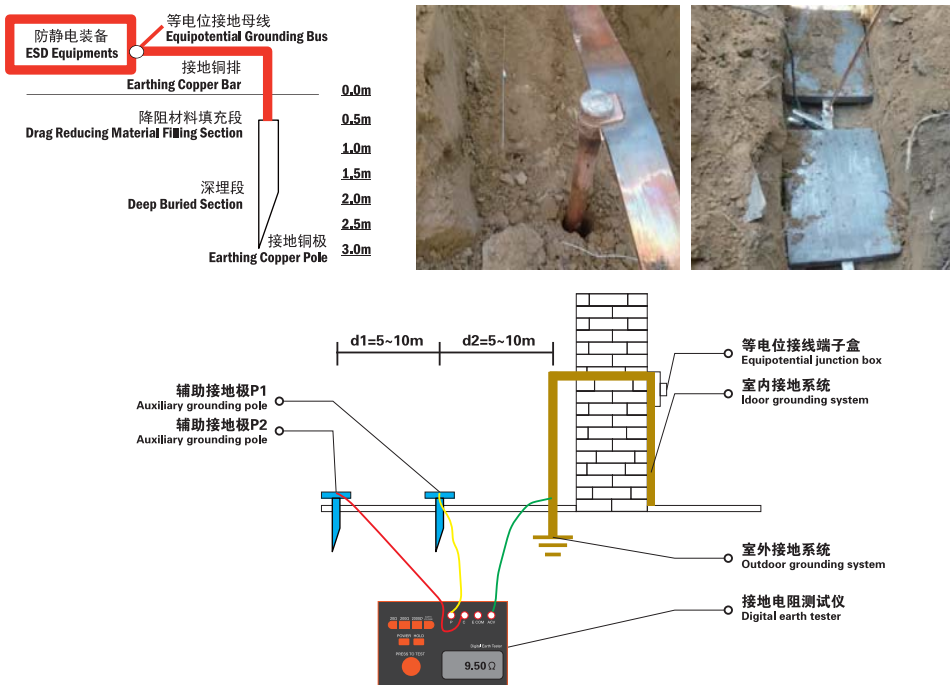 防静电装备
ESD Equipments
等电位接地母线
Equipotential Grounding Bus
接地铜排
Earthing Copper Bar
0.0m
降阻材料填充段
Drag Reducing Material Filling Section
0.5m
1.0m
1.5m
深埋段
Deep Buried Section
2.0m
2.5m
接地铜极
Earthing Copper Pole
3.0m
d1=5~10m
d2=5~10m
等电位接线端子盒
Equipotential junction box
辅助接地极P1
Auxiliary grounding pole
室内接地系统
Idoor grounding system
辅助接地极P2
Auxiliary grounding pole
室外接地系统
Outdoor grounding system
接地电阻测试仪
Digital earth tester
20Ω 200Ω 2000Ω
P C E COM ACV
POWER HOLD
Digital Earth Tester
PRESS TO TEST
9.50 Ω